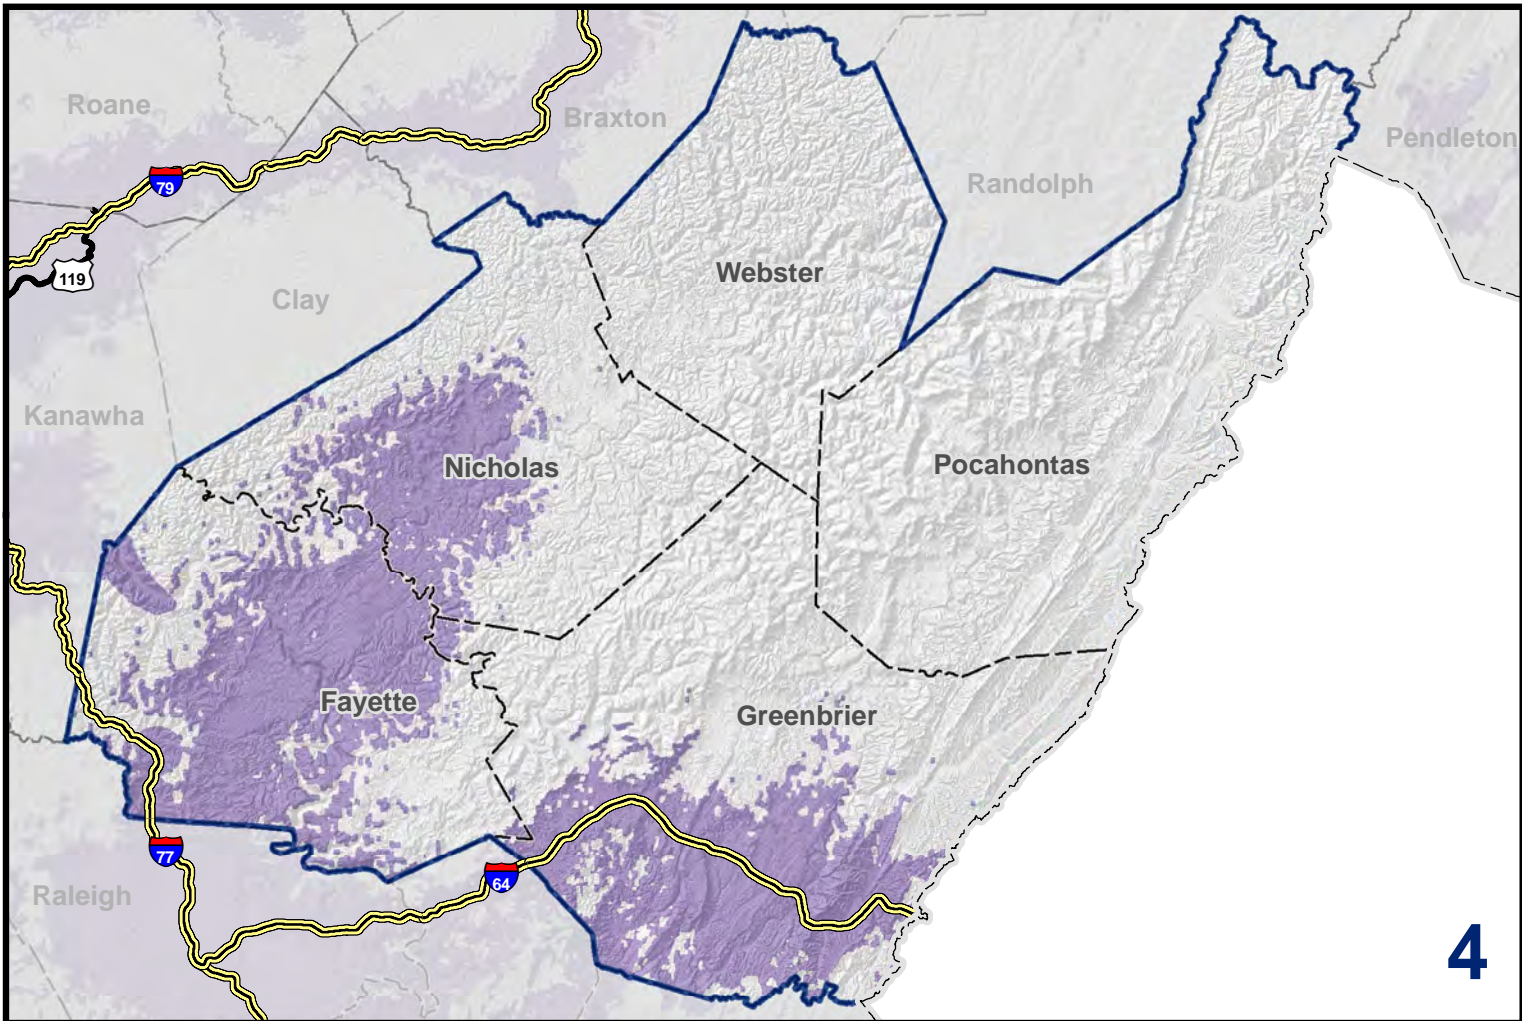 Roane
Braxton
Pendleton
79
Randolph
119
Webster
Clay
Kanawha
Nicholas
Pocahontas
Fayette
Greenbrier
77
64
Raleigh
4